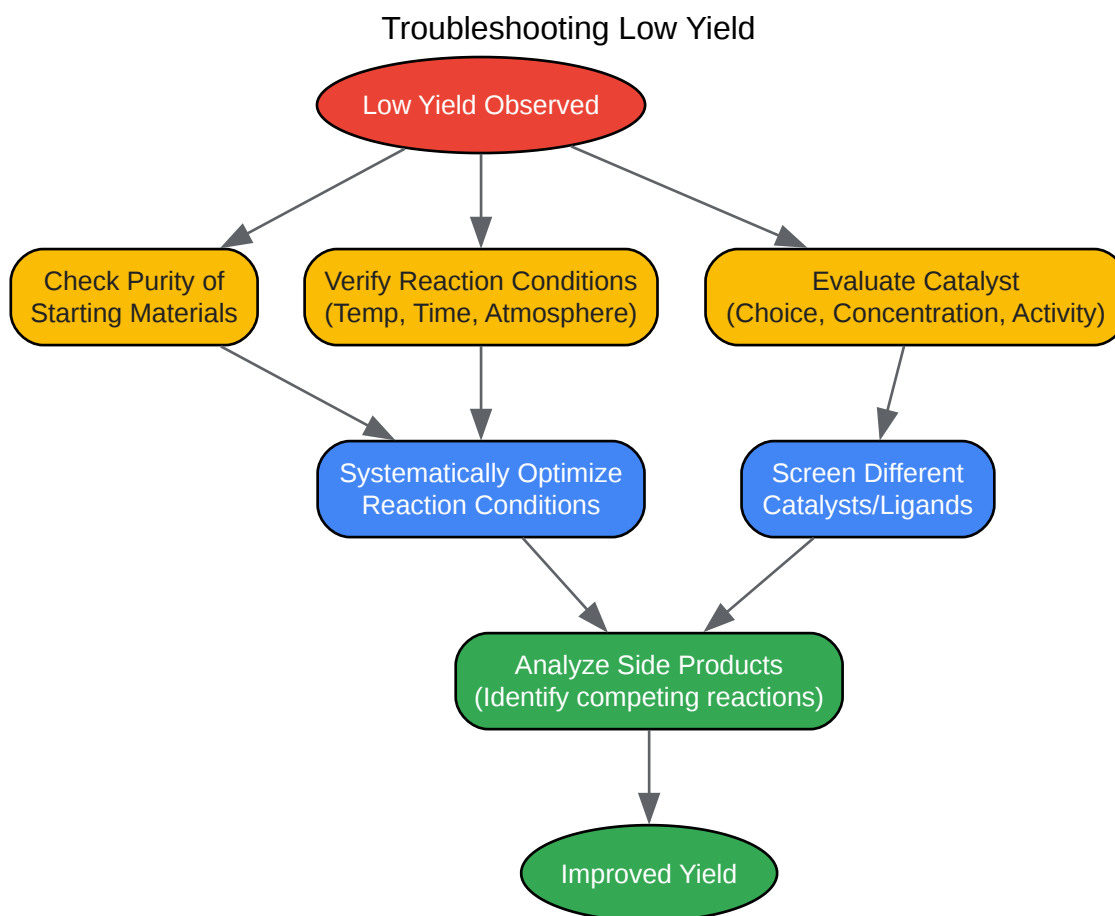 Troubleshooting Low Yield
Low Yield Observed
Check Purity of
Starting Materials
Verify Reaction Conditions
(Temp, Time, Atmosphere)
Evaluate Catalyst
(Choice, Concentration, Activity)
Systematically Optimize
Reaction Conditions
Screen Different
Catalysts/Ligands
Analyze Side Products
(Identify competing reactions)
Improved Yield